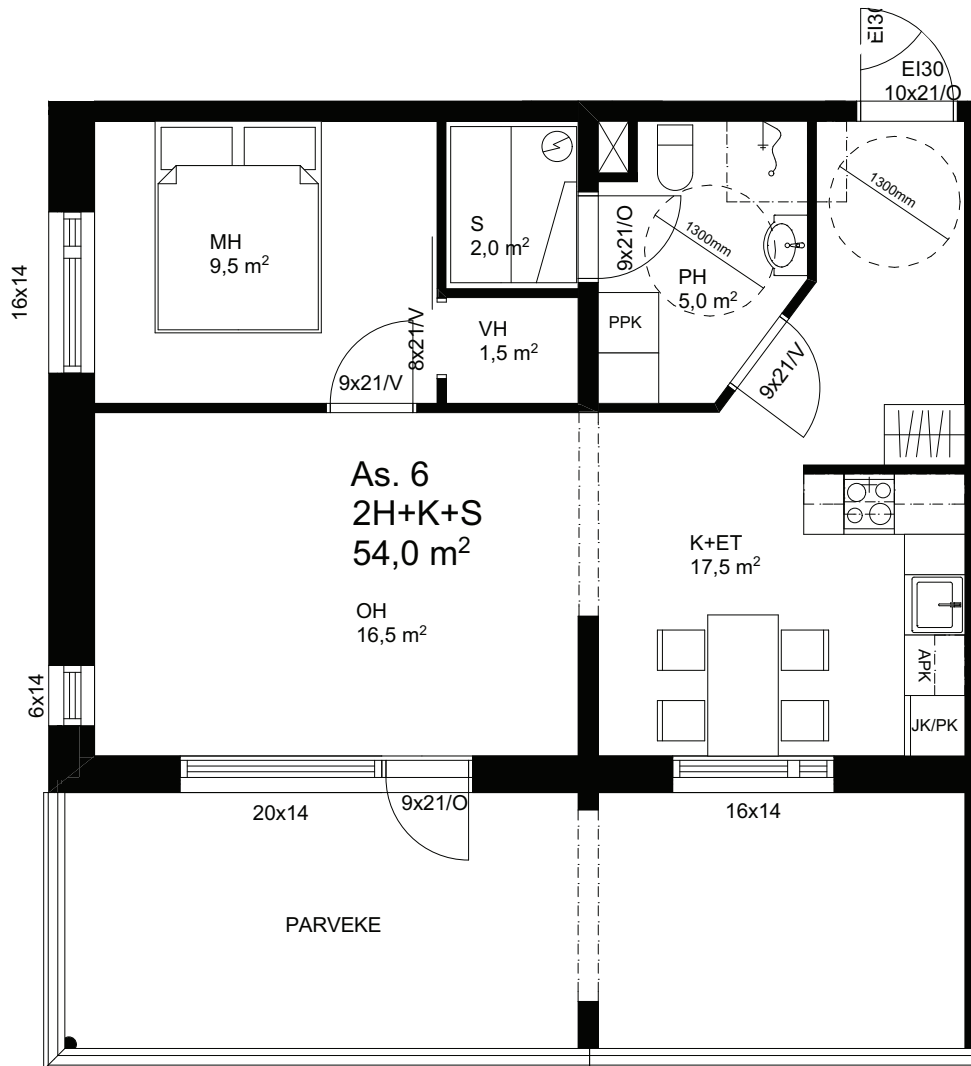 EI30
EI30
10x21/O
1300mm
MH
9,5 m²
S
2,0 m²
9x21/O
1300mm
PH
5,0 m²
16x14
8x21/V
VH
1,5 m²
PPK
9x21/V
9x21/V
As. 6
2H+K+S
54,0 m²
K+ET
17,5 m²
OH
16,5 m²
6x14
APK
JK/PK
20x14
9x21/O
16x14
PARVEKE